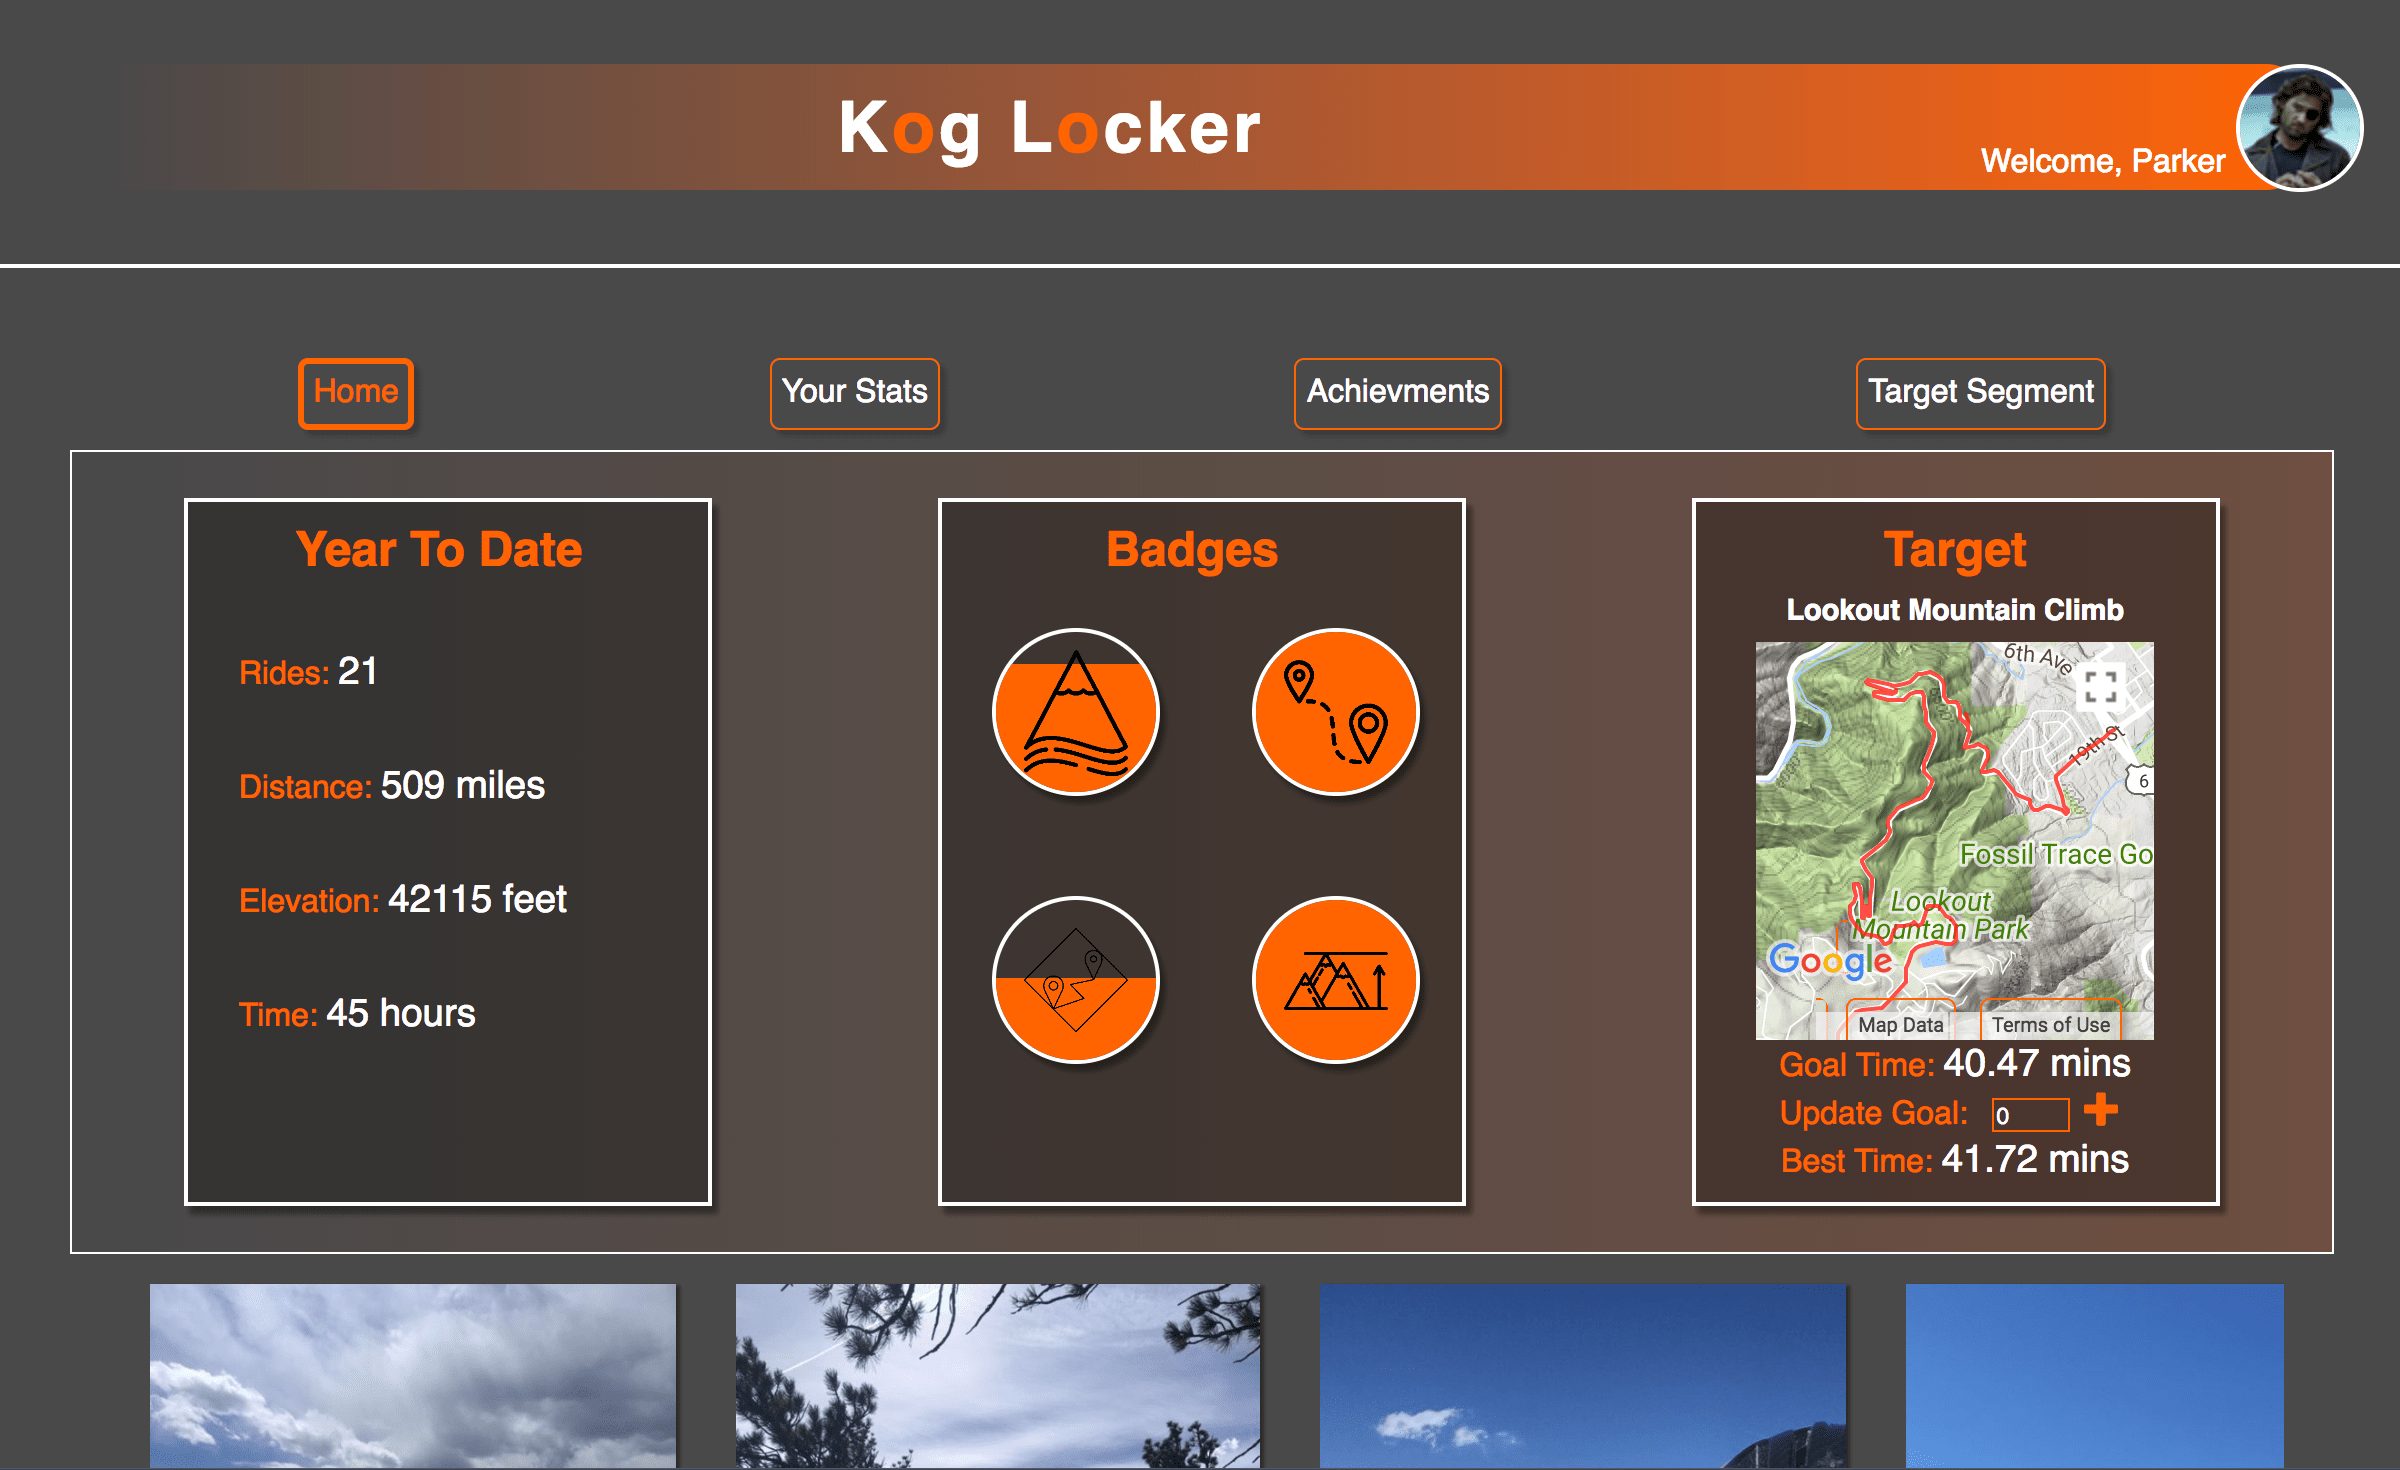 Kog Locker
Welcome, Parker
Home
Your Stats
Achievments
Target Segment
Year To Date
Rides: 21
Distance: 509 miles
Elevation: 42115 feet
Time: 45 hours
Badges
Target
Lookout Mountain Climb
6th Ave
19th St
6
Fossil Trace Go
Lookout
Mountain Park
Google
Map Data
Terms of Use
Goal Time: 40.47 mins
Update Goal: 0
Best Time: 41.72 mins